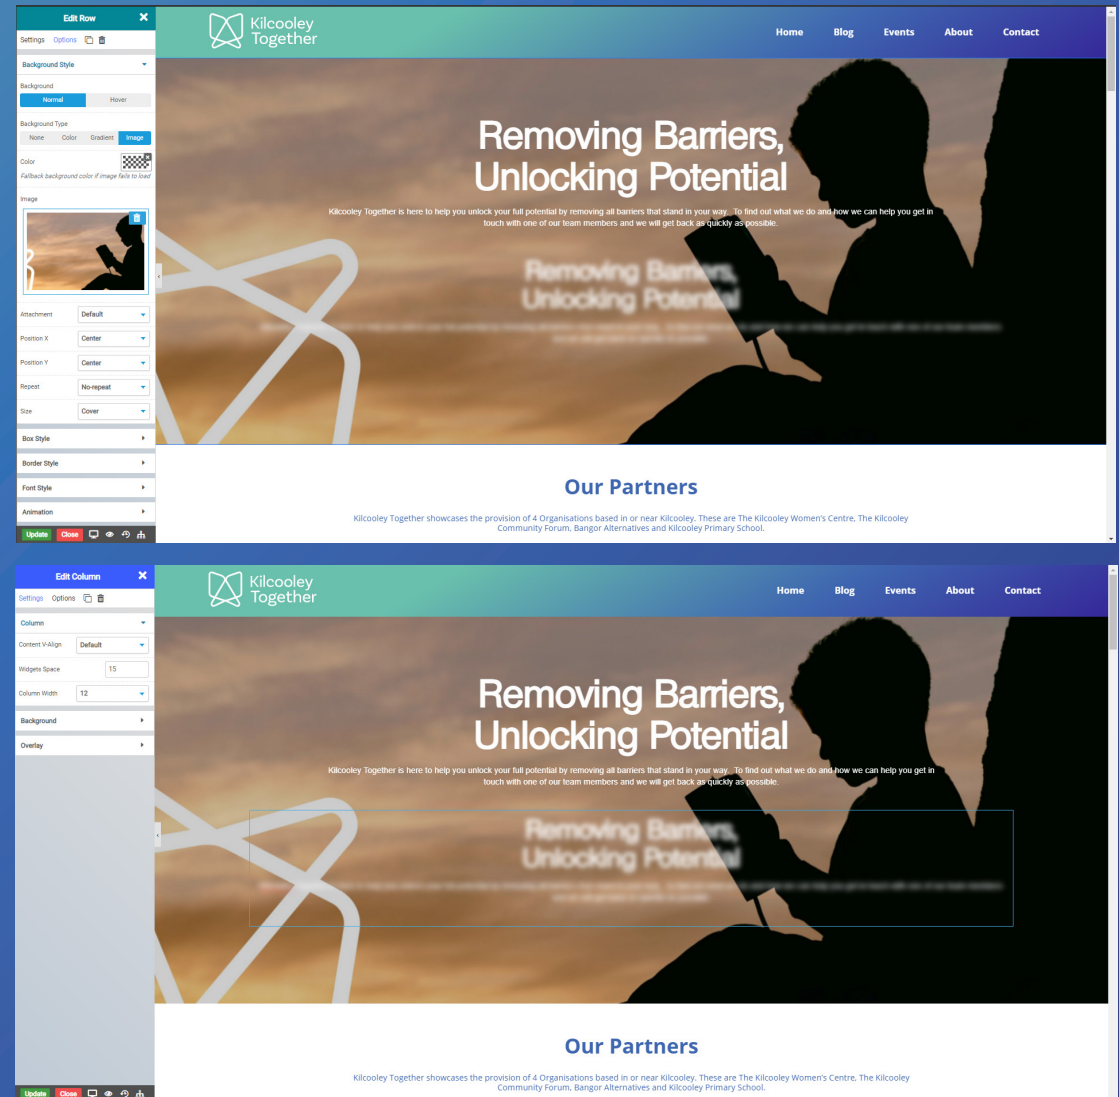 Edit Row
Settings Options
Background Style
Background
Normal Hover
Background Type
None Color Gradient Image
Color
Fallback background color if image fails to load
Image
Attachment Default
Position X Center
Position Y Center
Repeat No-repeat
Size Cover
Box Style
Border Style
Font Style
Animation
Update Close
Kilcooley
Together
Home Blog Events About Contact
Removing Barriers,
Unlocking Potential
Kilcooley Together is here to help you unlock your full potential by removing all barriers that stand in your way. To find out what we do and how we can help you get in
touch with one of our team members and we will get back as quickly as possible.
Removing Barriers,
Unlocking Potential
Our Partners
Kilcooley Together showcases the provision of 4 Organisations based in or near Kilcooley. These are The Kilcooley Women's Centre, The Kilcooley
Community Forum, Bangor Alternatives and Kilcooley Primary School.
Edit Column
Settings Options
Column
Content V-Align Default
Widgets Space 15
Column Width 12
Background
Overlay
Update Close
Kilcooley
Together
Home Blog Events About Contact
Removing Barriers,
Unlocking Potential
Kilcooley Together is here to help you unlock your full potential by removing all barriers that stand in your way. To find out what we do and how we can help you get in
touch with one of our team members and we will get back as quickly as possible.
Removing Barriers,
Unlocking Potential
Our Partners
Kilcooley Together showcases the provision of 4 Organisations based in or near Kilcooley. These are The Kilcooley Women's Centre, The Kilcooley
Community Forum, Bangor Alternatives and Kilcooley Primary School.